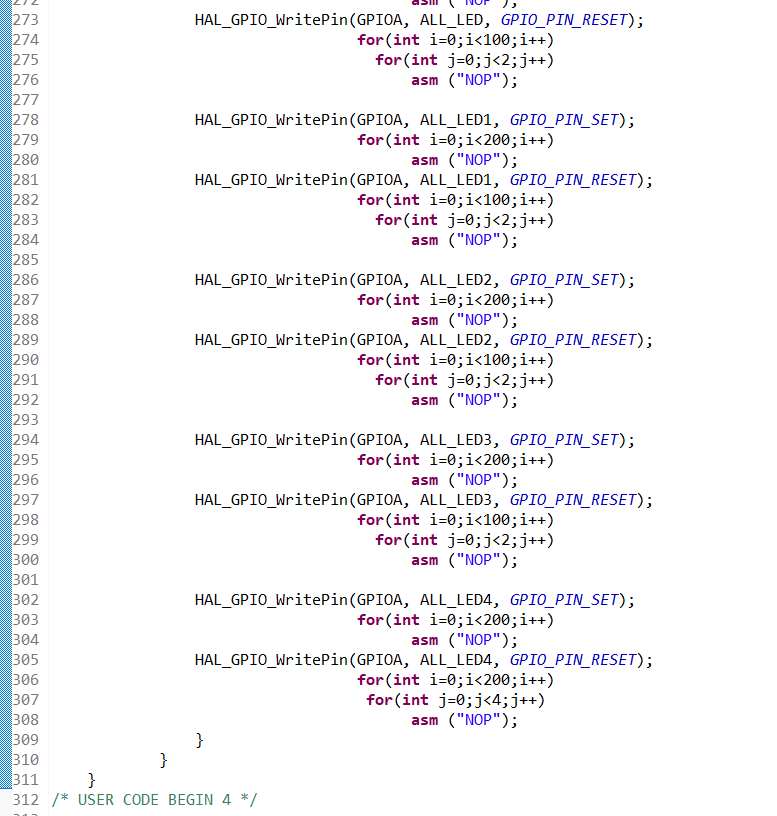 272 asm ("NOP");
273 HAL_GPIO_WritePin(GPIOA, ALL_LED, GPIO_PIN_RESET);
274 for(int i=0;i<100;i++)
275 for(int j=0;j<2;j++)
276 asm ("NOP");
277
278 HAL_GPIO_WritePin(GPIOA, ALL_LED1, GPIO_PIN_SET);
279 for(int i=0;i<200;i++)
280 asm ("NOP");
281 HAL_GPIO_WritePin(GPIOA, ALL_LED1, GPIO_PIN_RESET);
282 for(int i=0;i<100;i++)
283 for(int j=0;j<2;j++)
284 asm ("NOP");
285
286 HAL_GPIO_WritePin(GPIOA, ALL_LED2, GPIO_PIN_SET);
287 for(int i=0;i<200;i++)
288 asm ("NOP");
289 HAL_GPIO_WritePin(GPIOA, ALL_LED2, GPIO_PIN_RESET);
290 for(int i=0;i<100;i++)
291 for(int j=0;j<2;j++)
292 asm ("NOP");
293
294 HAL_GPIO_WritePin(GPIOA, ALL_LED3, GPIO_PIN_SET);
295 for(int i=0;i<200;i++)
296 asm ("NOP");
297 HAL_GPIO_WritePin(GPIOA, ALL_LED3, GPIO_PIN_RESET);
298 for(int i=0;i<100;i++)
299 for(int j=0;j<2;j++)
300 asm ("NOP");
301
302 HAL_GPIO_WritePin(GPIOA, ALL_LED4, GPIO_PIN_SET);
303 for(int i=0;i<200;i++)
304 asm ("NOP");
305 HAL_GPIO_WritePin(GPIOA, ALL_LED4, GPIO_PIN_RESET);
306 for(int i=0;i<200;i++)
307 for(int j=0;j<4;j++)
308 asm ("NOP");
309 }
310 }
311 }
312 /* USER CODE BEGIN 4 */